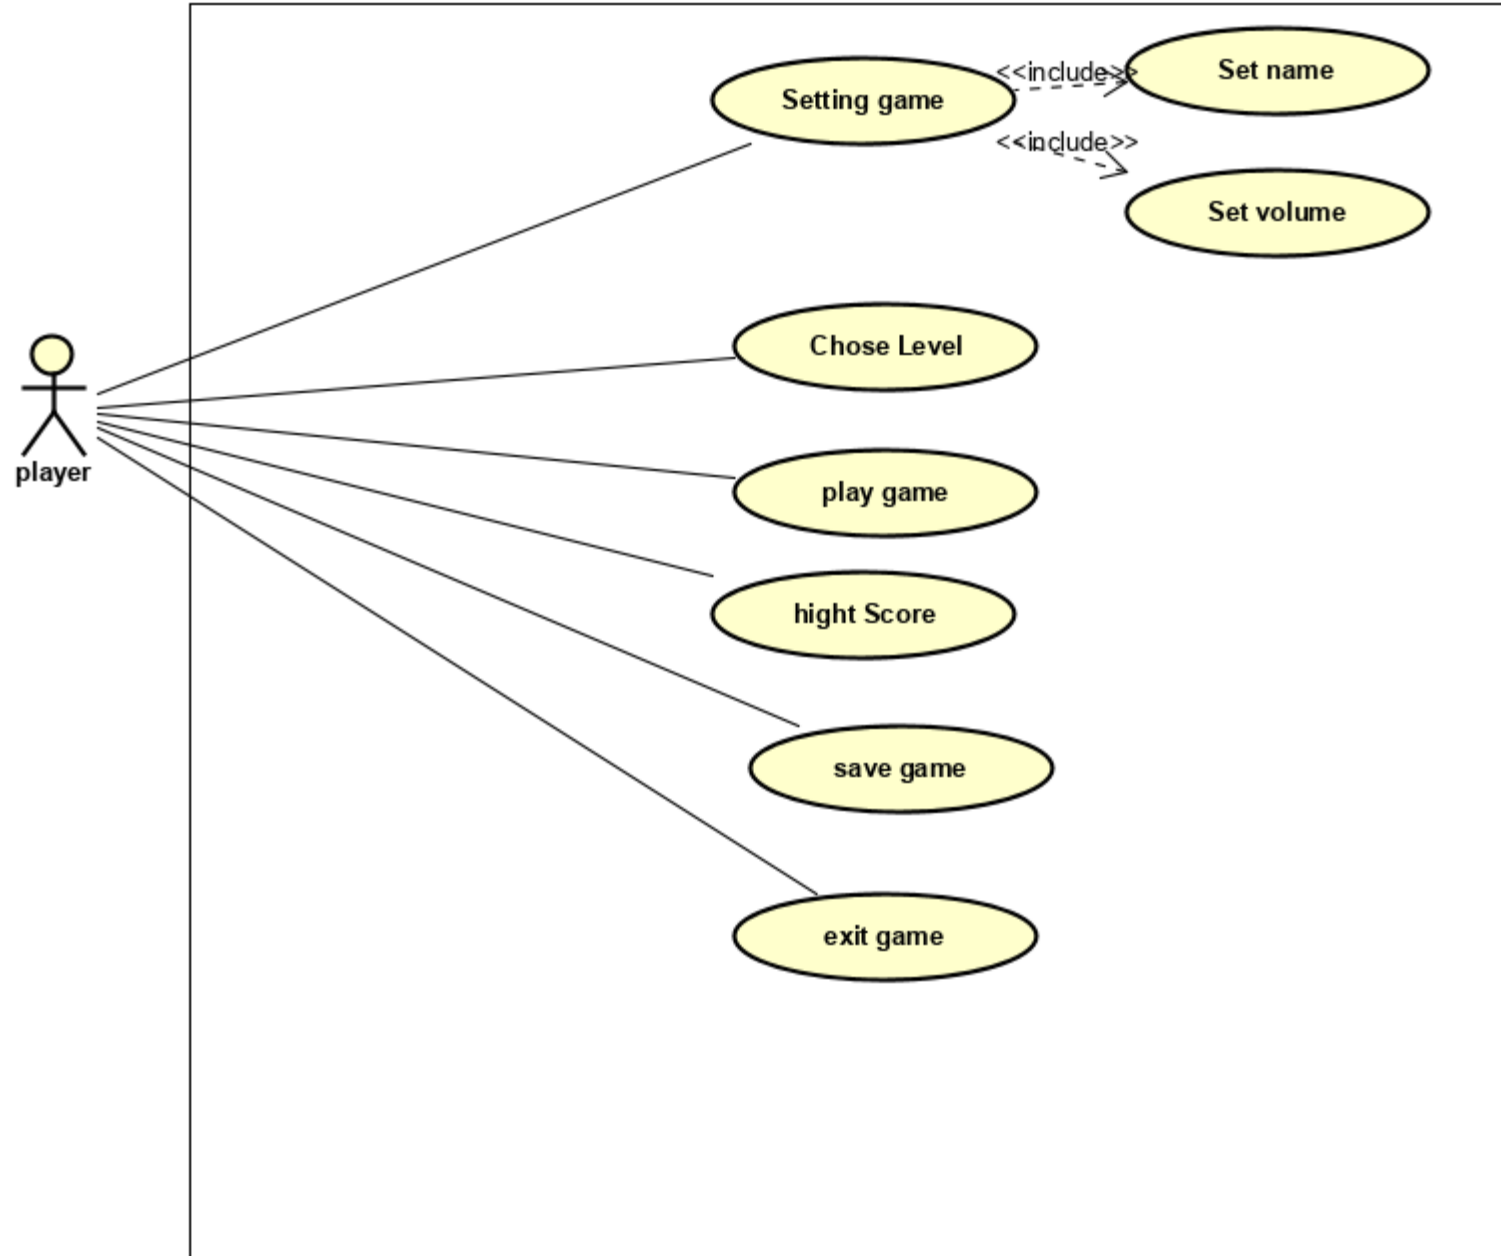 <<include>>
Set name
Setting game
<<include>>
Set volume
Chose Level
player
play game
hight Score
save game
exit game